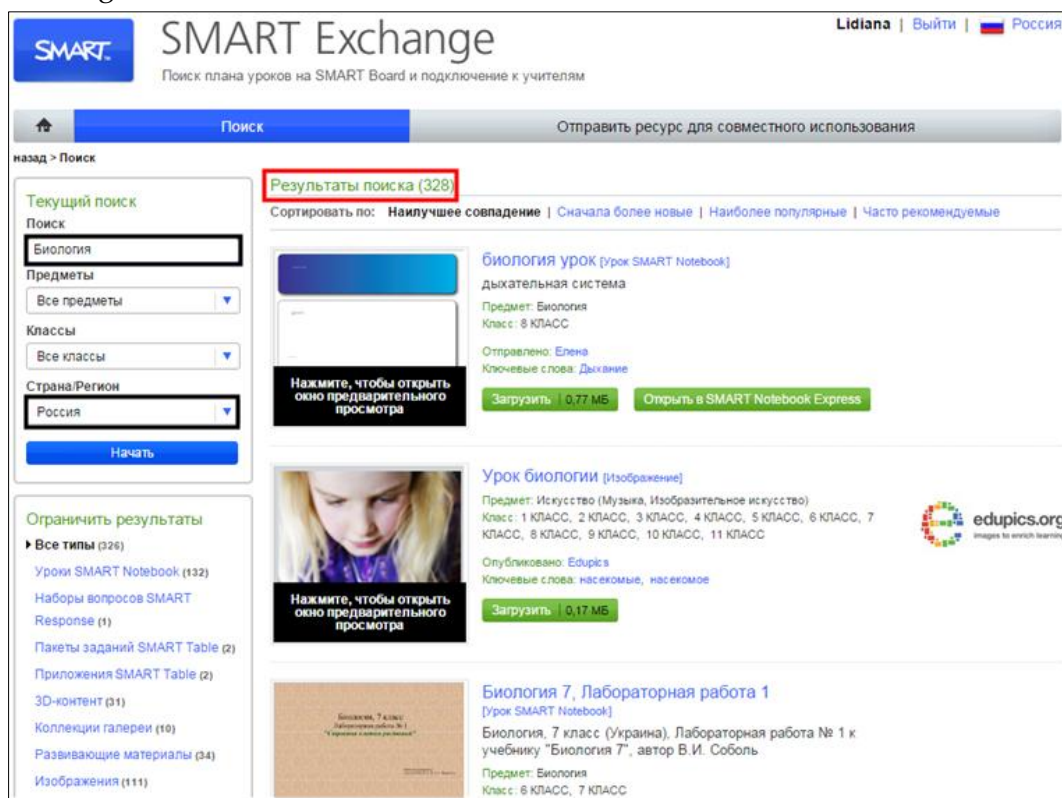 SMART
SMART Exchange
Поиск плана уроков на SMART Board и подключение к учителям
Lidiana | Выйти | Россия
Поиск
Отправить ресурс для совместного использования
назад > Поиск
Текущий поиск
Поиск
Биология
Предметы
Все предметы
Классы
Все классы
Страна/Регион
Россия
Начать
Ограничить результаты
Все типы (326)
Уроки SMART Notebook (132)
Наборы вопросов SMART
Response (1)
Пакеты заданий SMART Table (2)
Приложения SMART Table (2)
3D-контент (31)
Коллекции галереи (10)
Развивающие материалы (34)
Изображения (111)
Результаты поиска (328)
Сортировать по: Наилучшее совпадение | Сначала более новые | Наиболее популярные | Часто рекомендуемые
Нажмите, чтобы открыть
окно предварительного
просмотра
биология урок [Урок SMART Notebook]
дыхательная система
Предмет: Биология
Класс: 8 КЛАСС
Отправлено: Елена
Ключевые слова: Дыхание
Загрузить | 0,77 МБ
Открыть в SMART Notebook Express
Нажмите, чтобы открыть
окно предварительного
просмотра
Урок биологии [Изображение]
Предмет: Искусство (Музыка, Изобразительное искусство)
Класс: 1 КЛАСС, 2 КЛАСС, 3 КЛАСС, 4 КЛАСС, 5 КЛАСС, 6 КЛАСС, 7
КЛАСС, 8 КЛАСС, 9 КЛАСС, 10 КЛАСС, 11 КЛАСС
Опубликовано: Edupics
Ключевые слова: насекомые, насекомое
Загрузить | 0,17 МБ
edupics.org
images to enrich learning
Биология, 7 класс
Лабораторная работа № 1
Биология 7, Лабораторная работа 1
[Урок SMART Notebook]
Биология, 7 класс (Украина), Лабораторная работа № 1 к
учебнику "Биология 7", автор В.И. Соболь
Предмет: Биология
Класс: 6 КЛАСС, 7 КЛАСС